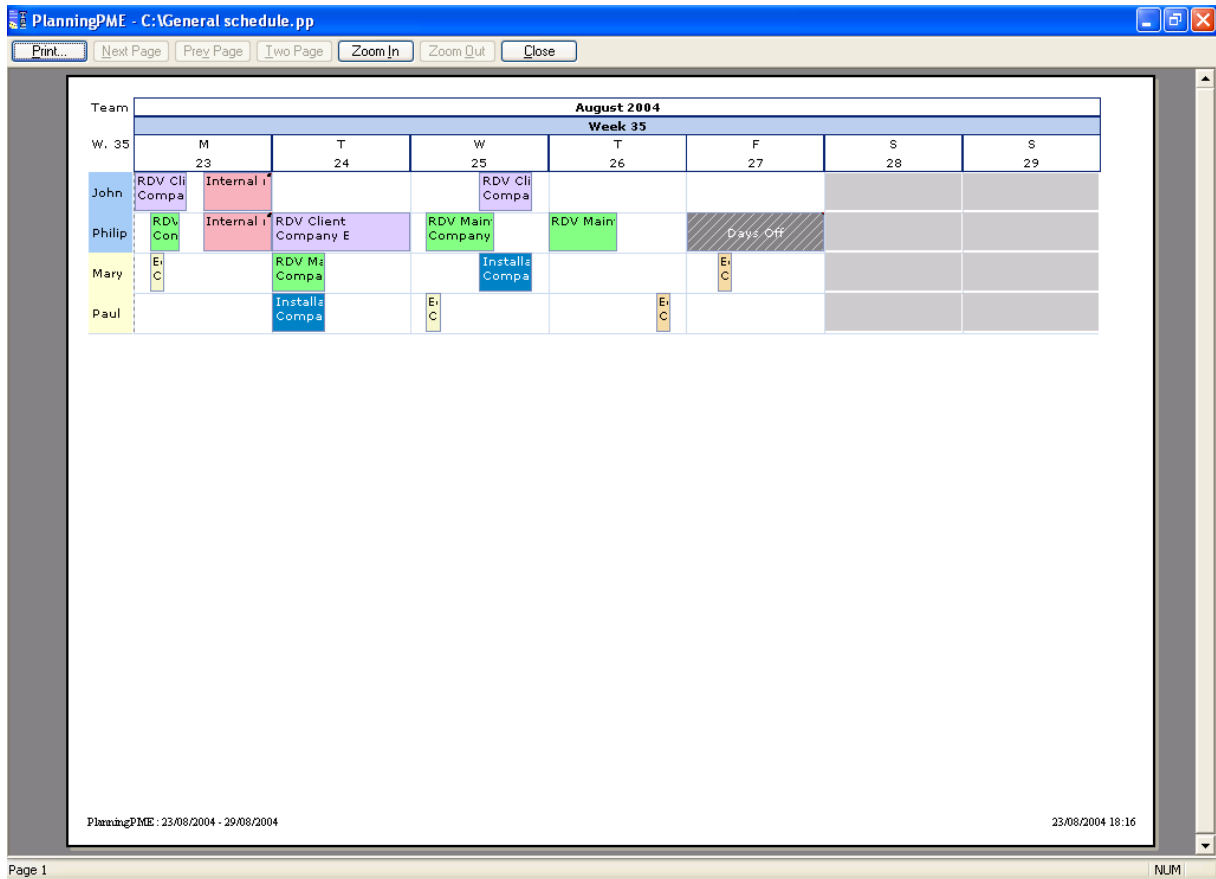 PlanningPME - C:\General schedule.pp
Print... Next Page Prev Page Two Page Zoom In Zoom Out Close
Team August 2004
Week 35
W. 35 M T W T F S S
23 24 25 26 27 28 29
John RDV Cli Internal RDV Cli
Compa Compa
Philip RDV Internal RDV Client RDV Main RDV Main Days Off
Con Company E Company
Mary E RDV Ma Installa E
C Compa Compa C
Paul Installa E E
Compa C C
PlanningPME : 23/08/2004 - 29/08/2004 23/08/2004 18:16
Page 1 NUM